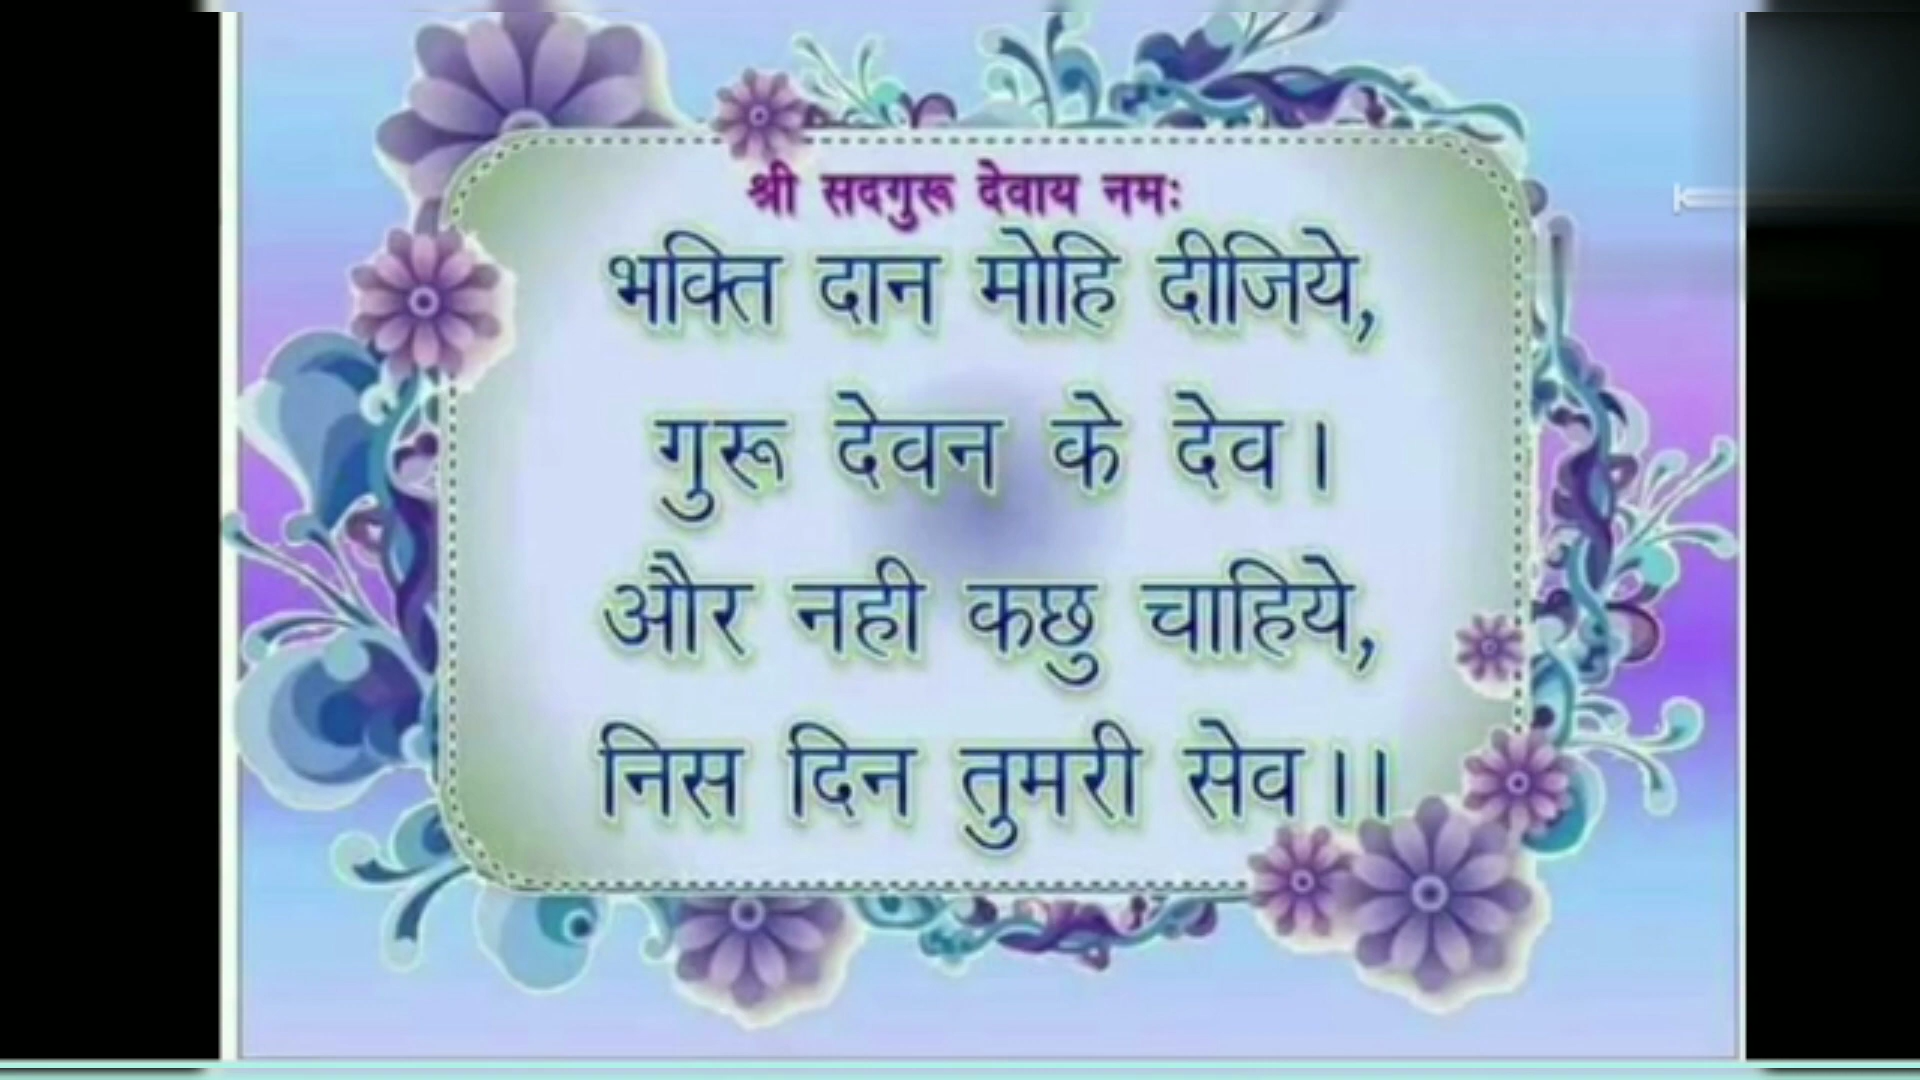 श्री सदगुरू देवाय नमः
भक्ति दान मोहि दीजिये,
गुरू देवन के देव।
और नही कछु चाहिये,
निस दिन तुमरी सेव।।